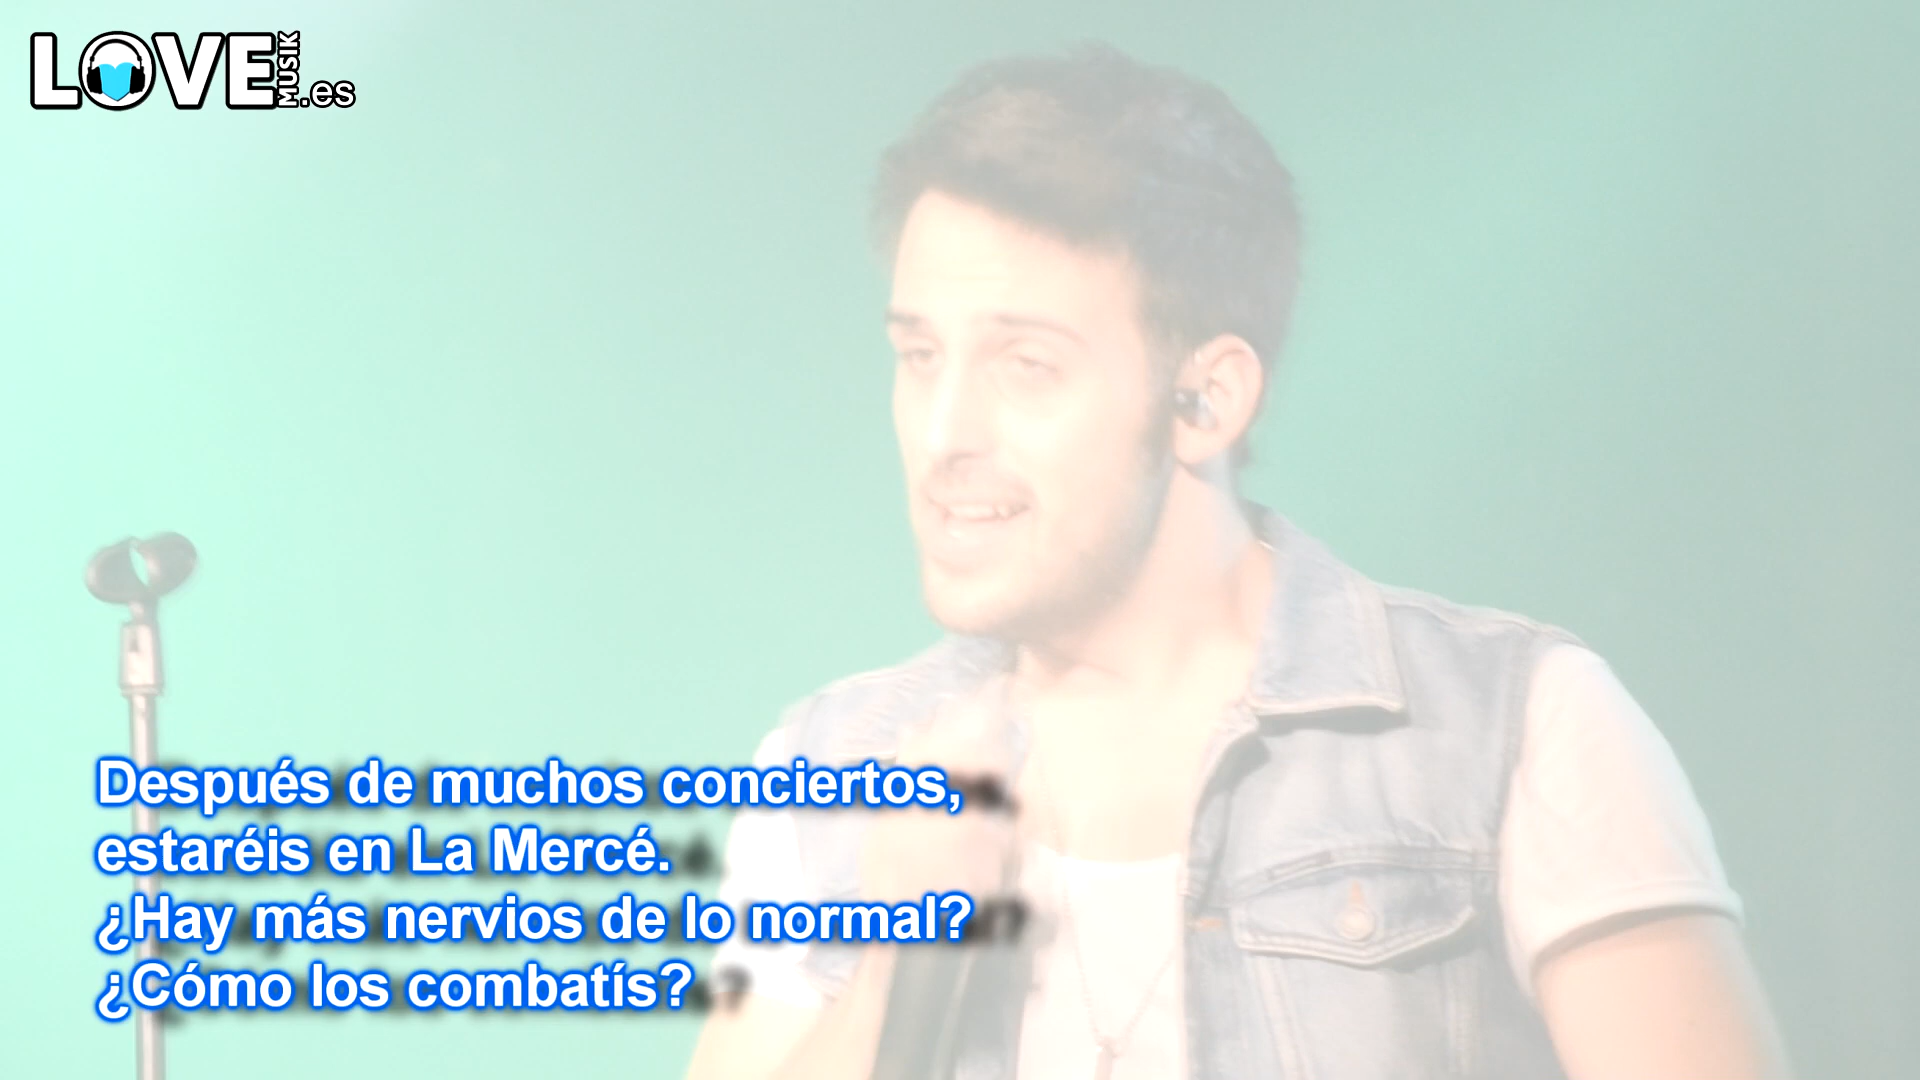 LOVE MUSIK.es
Después de muchos conciertos,
estaréis en La Mercé.
¿Hay más nervios de lo normal?
¿Cómo los combatís?